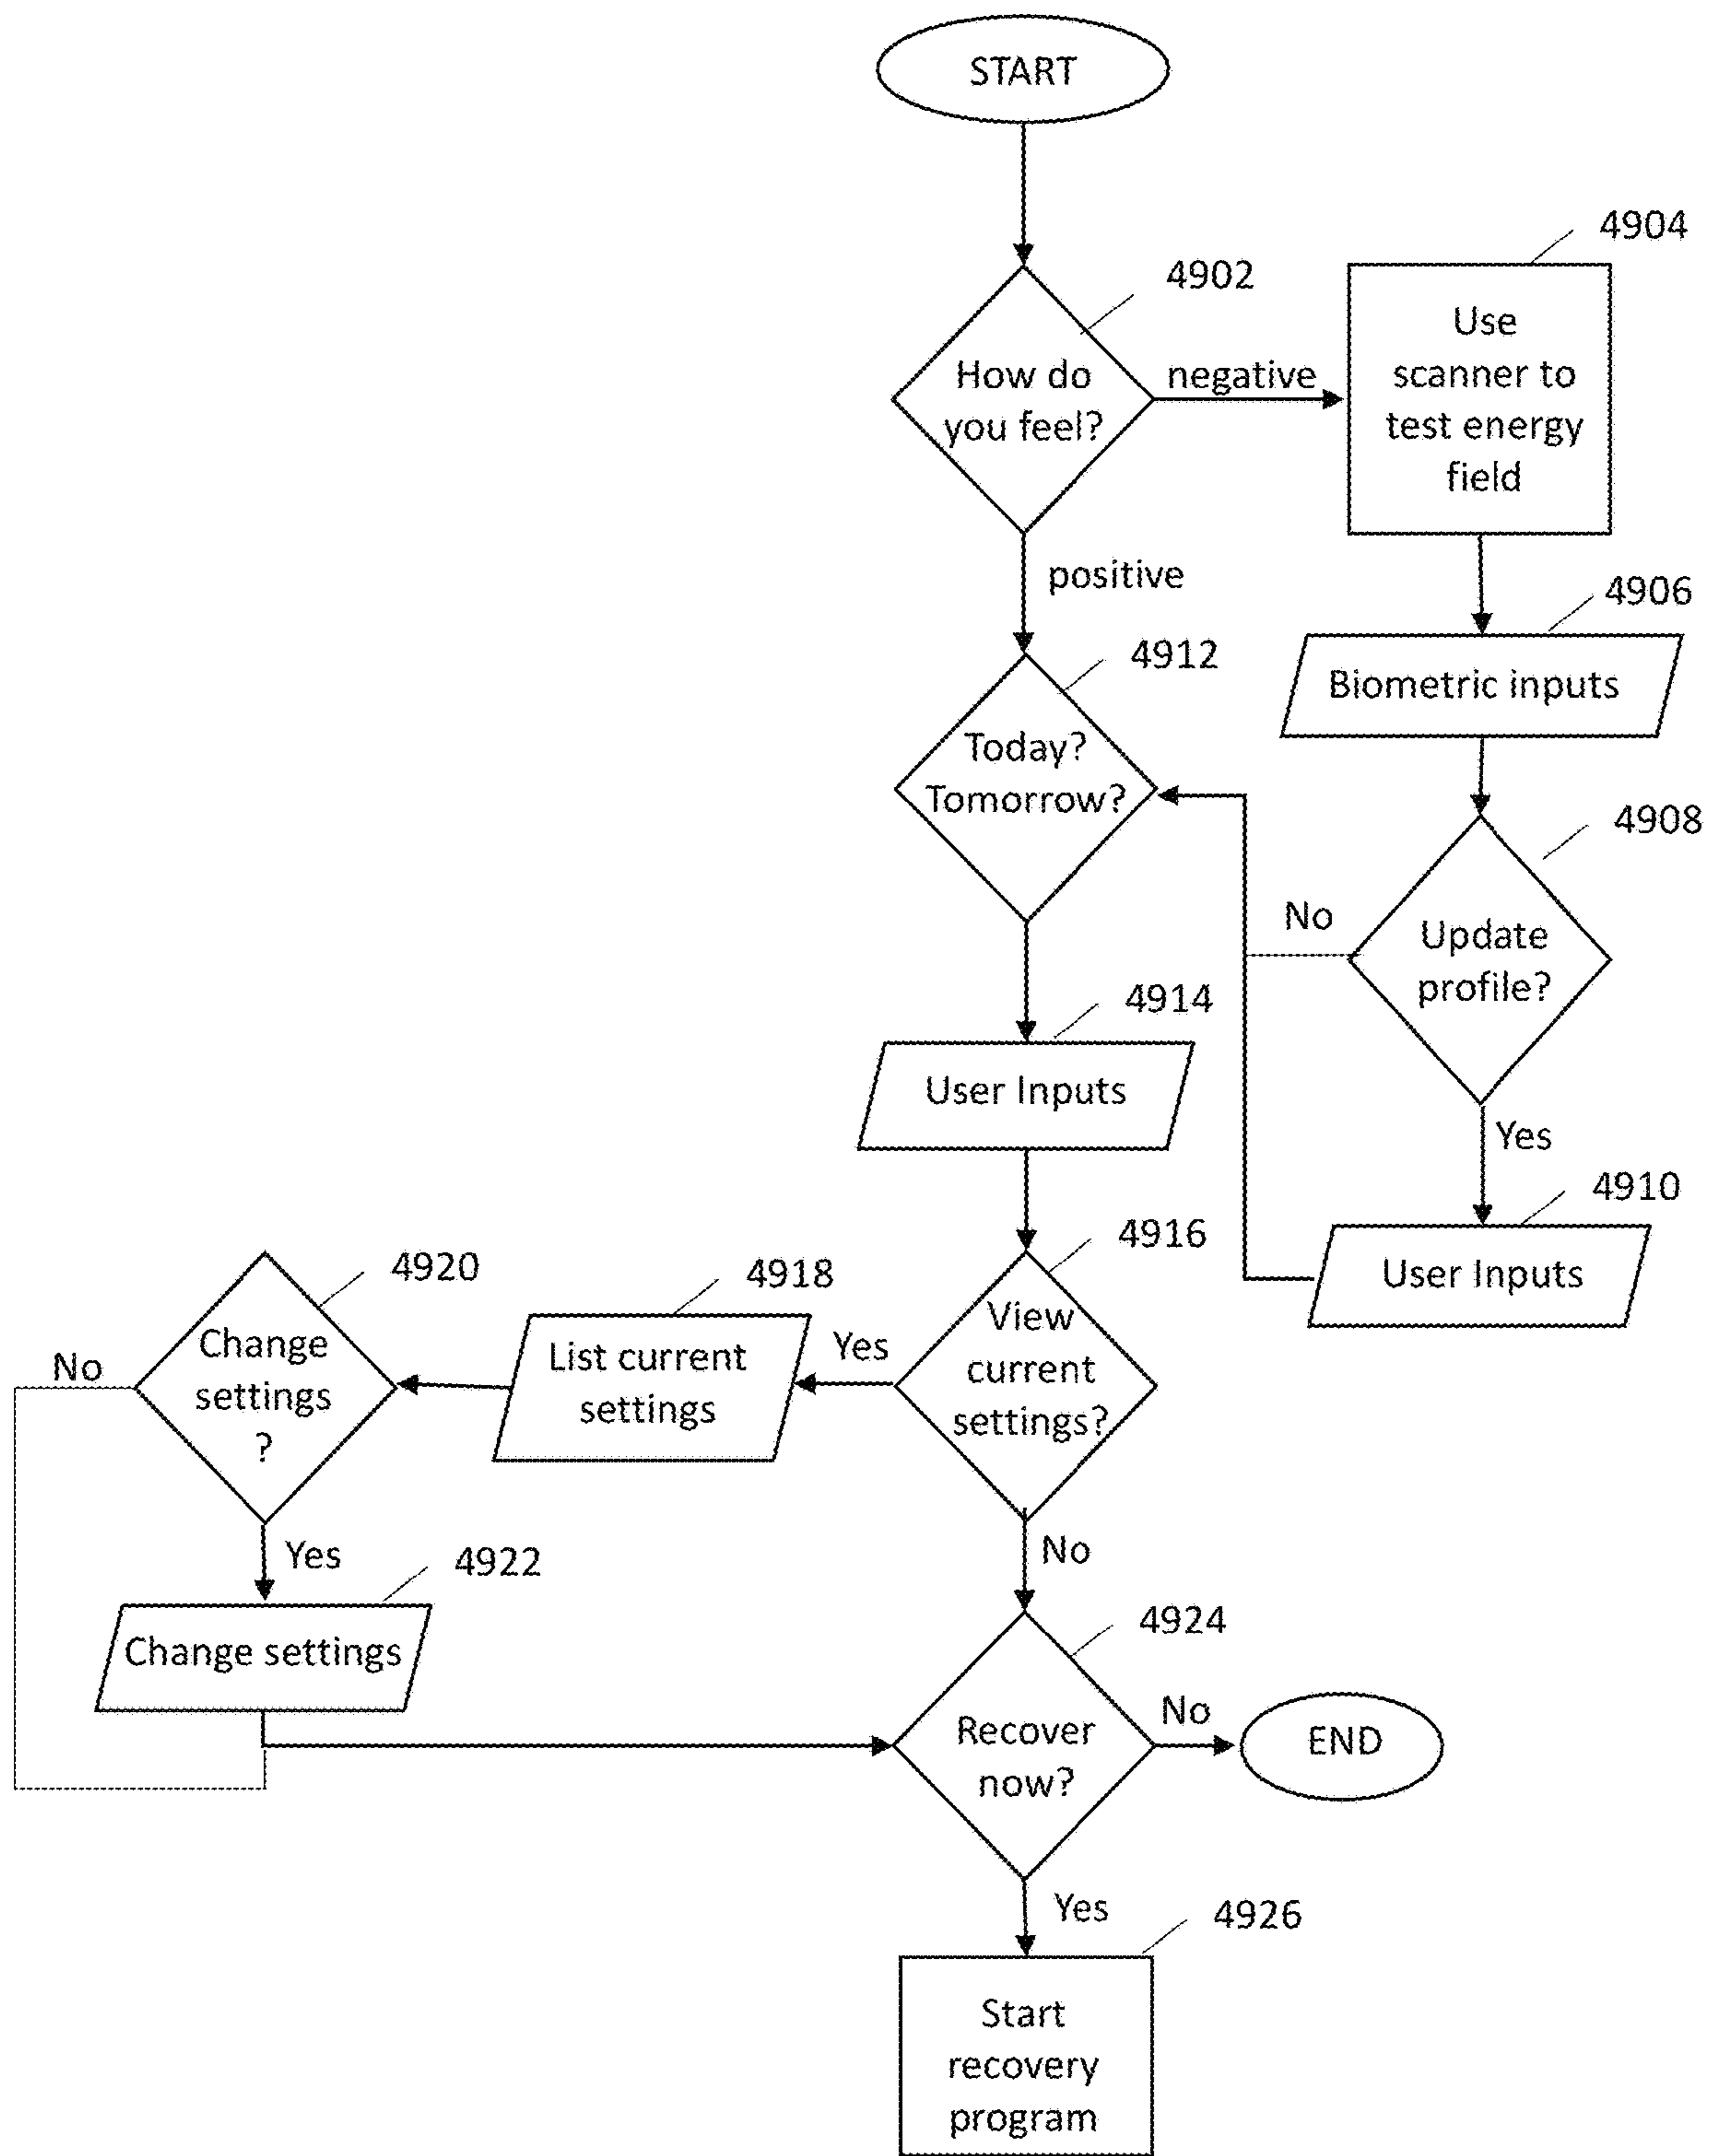 START
4902
How do
you feel?
negative
4904
Use
scanner to
test energy
field
positive
4906
Biometric inputs
4912
Today?
Tomorrow?
4908
Update
profile?
No
Yes
4914
User Inputs
4910
User Inputs
4916
View
current
settings?
Yes
4918
List current
settings
4920
Change
settings
?
No
Yes
4922
Change settings
No
4924
Recover
now?
No
END
Yes
4926
Start
recovery
program